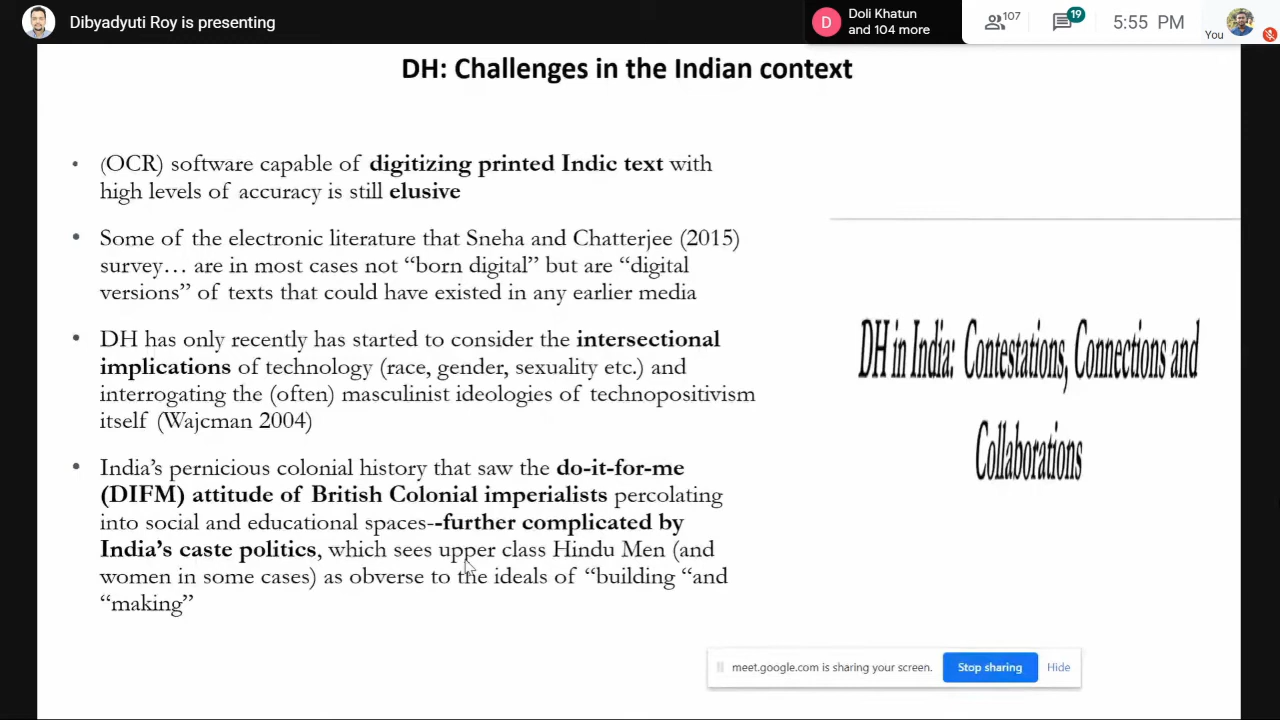 Dibyadyuti Roy is presenting
D
Doli Khatun
and 104 more
107
19
5:55 PM
You
DH: Challenges in the Indian context
• (OCR) software capable of digitizing printed Indic text with
high levels of accuracy is still elusive
• Some of the electronic literature that Sneha and Chatterjee (2015)
survey… are in most cases not “born digital” but are “digital
versions” of texts that could have existed in any earlier media
• DH has only recently has started to consider the intersectional
implications of technology (race, gender, sexuality etc.) and
interrogating the (often) masculinist ideologies of technopositivism
itself (Wajcman 2004)
• India’s pernicious colonial history that saw the do-it-for-me
(DIFM) attitude of British Colonial imperialists percolating
into social and educational spaces--further complicated by
India’s caste politics, which sees upper class Hindu Men (and
women in some cases) as obverse to the ideals of “building “and
“making”
DH in India: Contestations, Connections and
Collaborations
meet.google.com is sharing your screen.
Stop sharing
Hide